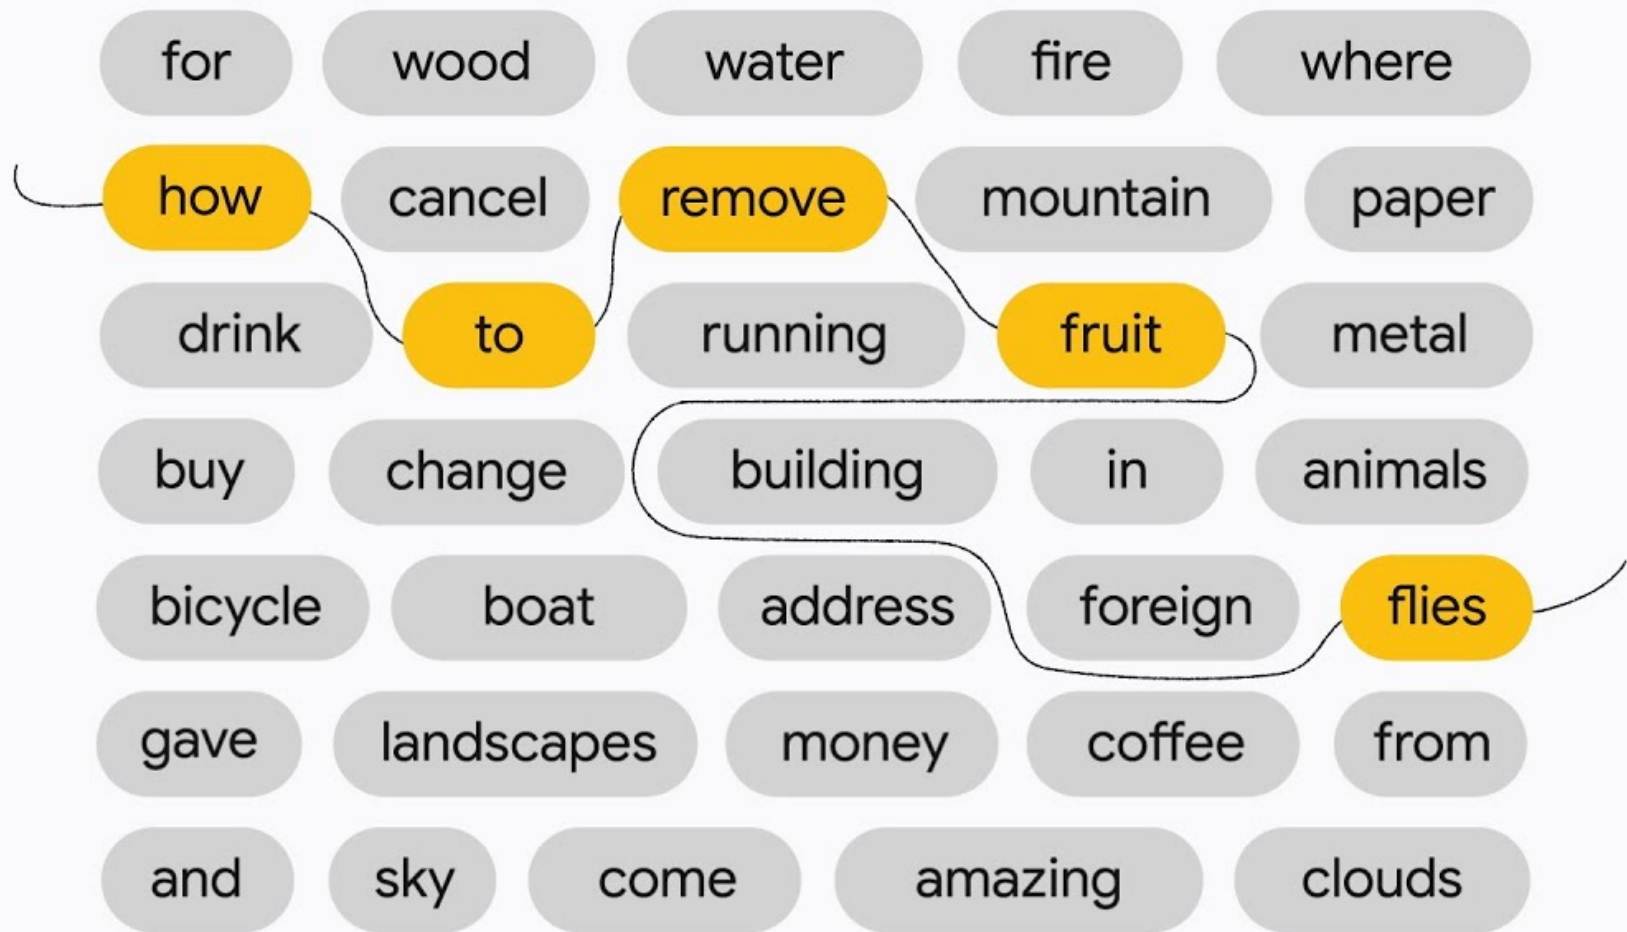 for wood water fire where
how cancel remove mountain paper
drink to running fruit metal
buy change building in animals
bicycle boat address foreign flies
gave landscapes money coffee from
and sky come amazing clouds